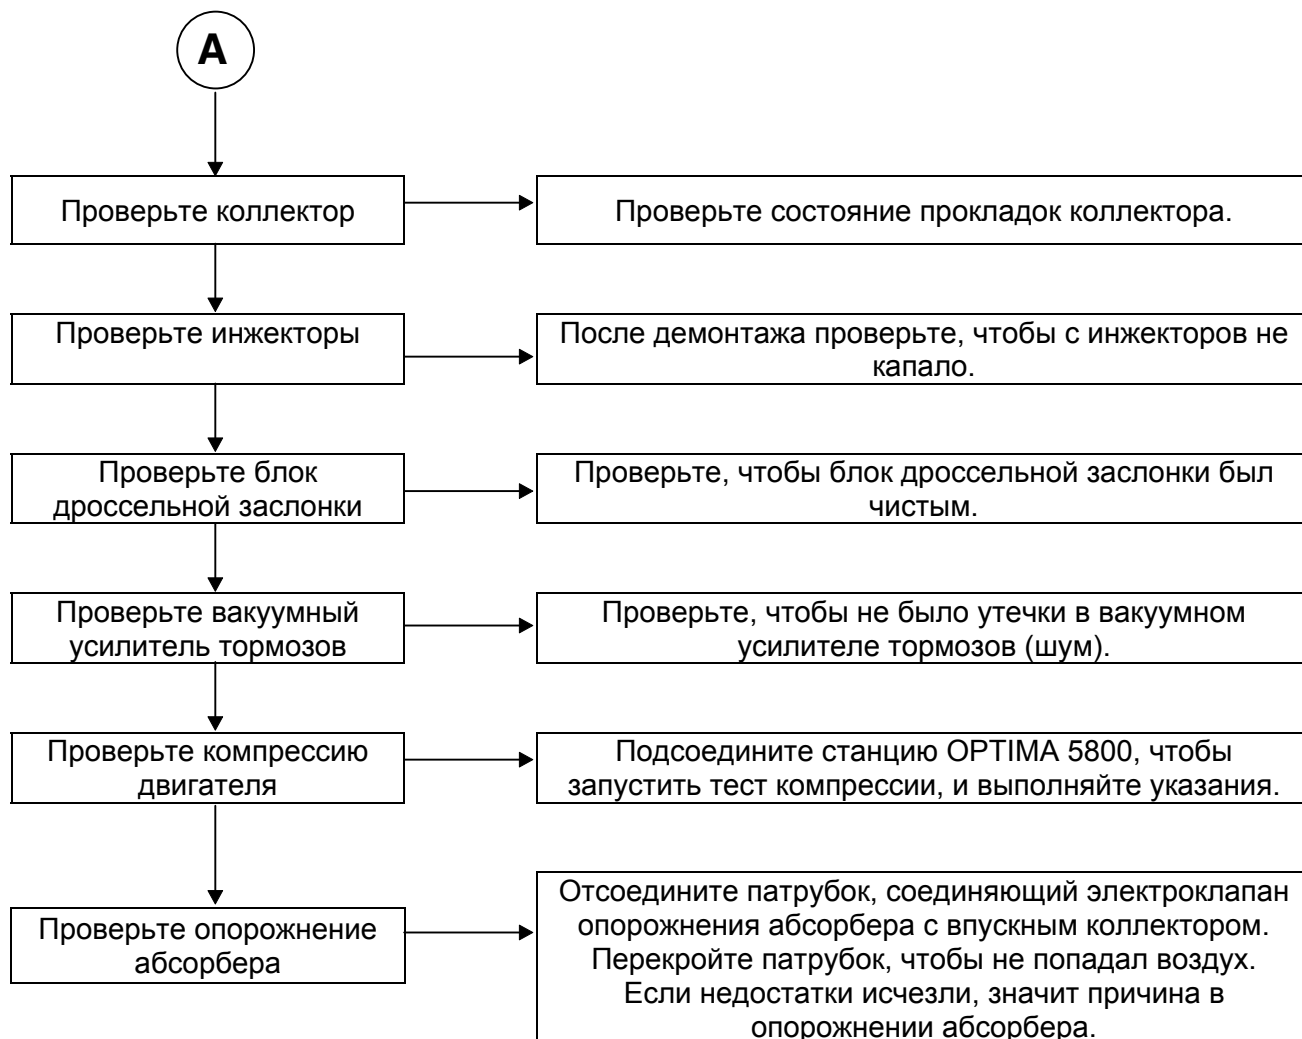 A
Проверьте коллектор
Проверьте состояние прокладок коллектора.
Проверьте инжекторы
После демонтажа проверьте, чтобы с инжекторов не
капало.
Проверьте блок
дроссельной заслонки
Проверьте, чтобы блок дроссельной заслонки был
чистым.
Проверьте вакуумный
усилитель тормозов
Проверьте, чтобы не было утечки в вакуумном
усилителе тормозов (шум).
Проверьте компрессию
двигателя
Подсоедините станцию OPTIMA 5800, чтобы
запустить тест компрессии, и выполняйте указания.
Проверьте опорожнение
абсорбера
Отсоедините патрубок, соединяющий электроклапан
опорожнения абсорбера с впускным коллектором.
Перекройте патрубок, чтобы не попадал воздух.
Если недостатки исчезли, значит причина в
опорожнении абсорбера.